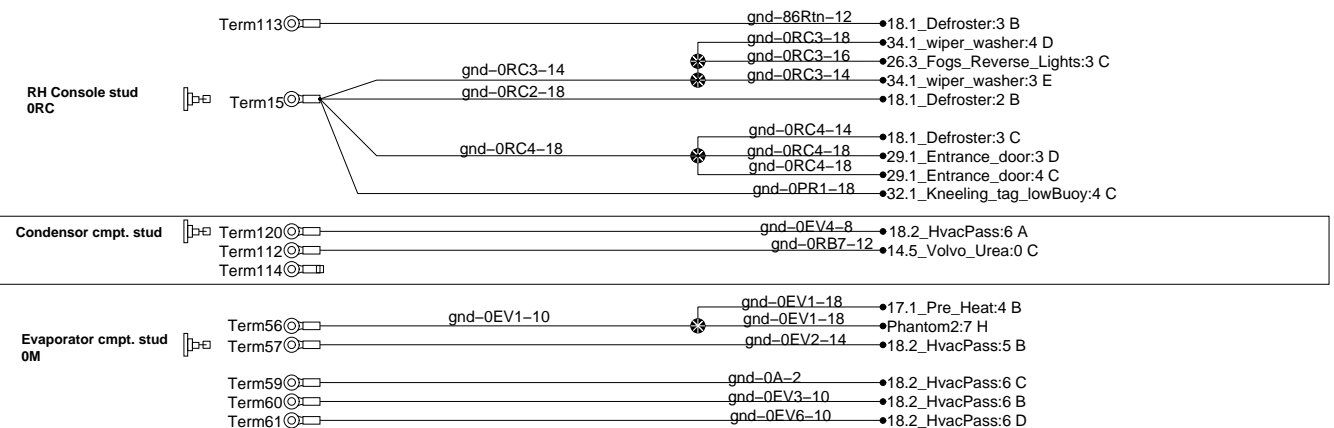 Term113 gnd–86Rtn–12 18.1_Defroster:3 B
gnd–0RC3–18 34.1_wiper_washer:4 D
gnd–0RC3–16 26.3_Fogs_Reverse_Lights:3 C
gnd–0RC3–14 gnd–0RC3–14 34.1_wiper_washer:3 E
RH Console stud
0RC
Term15 gnd–0RC2–18 18.1_Defroster:2 B
gnd–0RC4–14 18.1_Defroster:3 C
gnd–0RC4–18 gnd–0RC4–18 29.1_Entrance_door:3 D
gnd–0RC4–18 29.1_Entrance_door:4 C
gnd–0PR1–18 32.1_Kneeling_tag_lowBuoy:4 C
Condensor cmpt. stud Term120 gnd–0EV4–8 18.2_HvacPass:6 A
Term112 gnd–0RB7–12 14.5_Volvo_Urea:0 C
Term114
gnd–0EV1–18 17.1_Pre_Heat:4 B
Term56 gnd–0EV1–10 gnd–0EV1–18 Phantom2:7 H
Evaporator cmpt. stud
0M
Term57 gnd–0EV2–14 18.2_HvacPass:5 B
Term59 gnd–0A–2 18.2_HvacPass:6 C
Term60 gnd–0EV3–10 18.2_HvacPass:6 B
Term61 gnd–0EV6–10 18.2_HvacPass:6 D